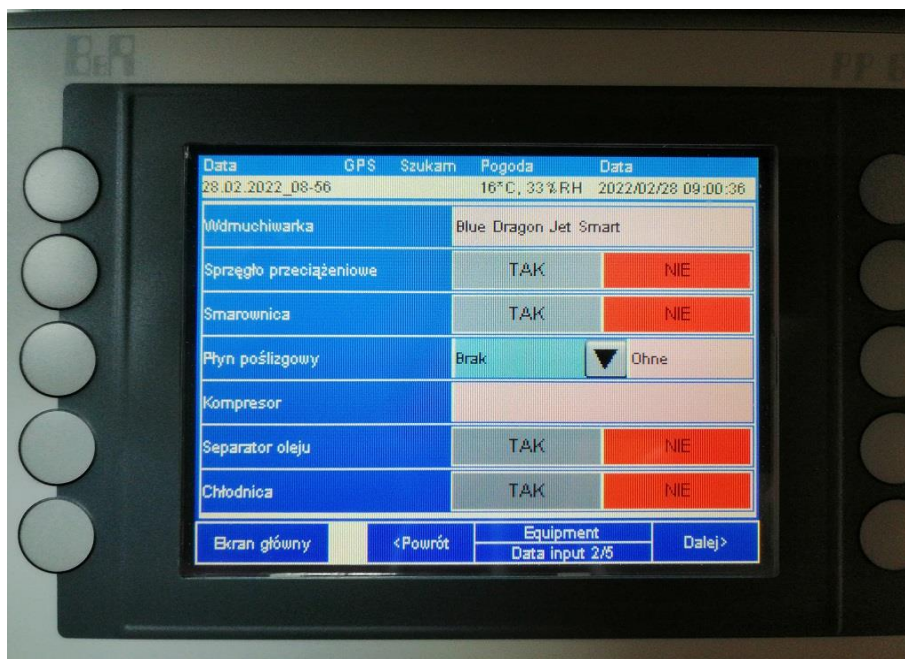 B&R
PP
Data GPS Szukam Pogoda Data
28.02.2022_08-56 16°C, 33%RH 2022/02/28 09:00:36
Wdmuchiwarka Blue Dragon Jet Smart
Sprzęgło przeciążeniowe TAK NIE
Smarownica TAK NIE
Płyn poślizgowy Brak Ohne
Kompresor
Separator oleju TAK NIE
Chłodnica TAK NIE
Ekran główny <Powrót Equipment Dalej>
Data input 2/5